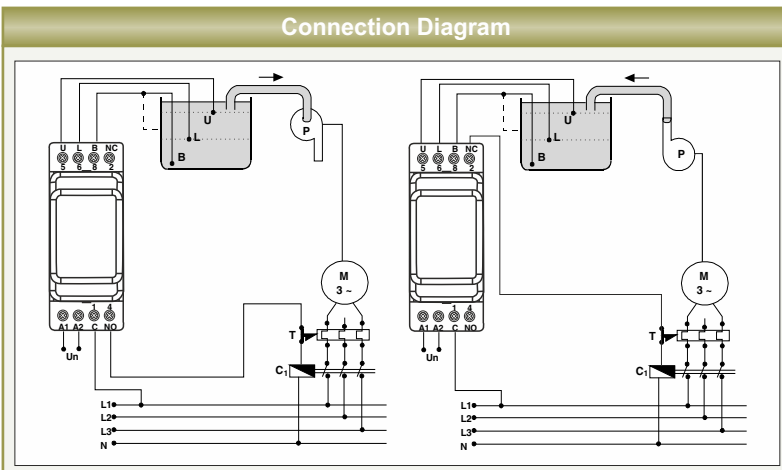 Connection Diagram
U L B NC
5 6 8 2
U
L
B
P
M
3 ~
1 4
A1 A2 C NO
Un
T
C1
L1
L2
L3
N
U L B NC
5 6 8 2
U
L
B
P
M
3 ~
1 4
A1 A2 C NO
Un
T
C1
L1
L2
L3
N